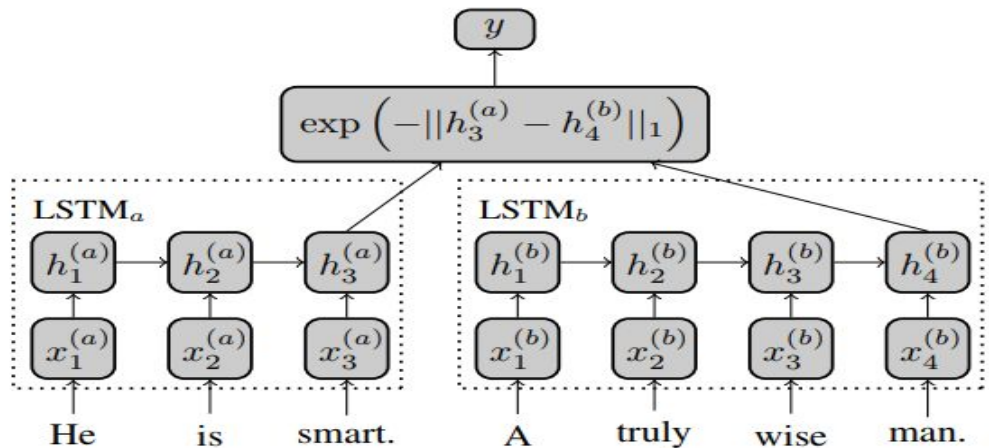 y
exp (−||h₃⁽ᵃ⁾ − h₄⁽ᵇ⁾||₁)
LSTMₐ LSTM_b
h₁⁽ᵃ⁾ h₂⁽ᵃ⁾ h₃⁽ᵃ⁾ h₁⁽ᵇ⁾ h₂⁽ᵇ⁾ h₃⁽ᵇ⁾ h₄⁽ᵇ⁾
x₁⁽ᵃ⁾ x₂⁽ᵃ⁾ x₃⁽ᵃ⁾ x₁⁽ᵇ⁾ x₂⁽ᵇ⁾ x₃⁽ᵇ⁾ x₄⁽ᵇ⁾
He is smart. A truly wise man.